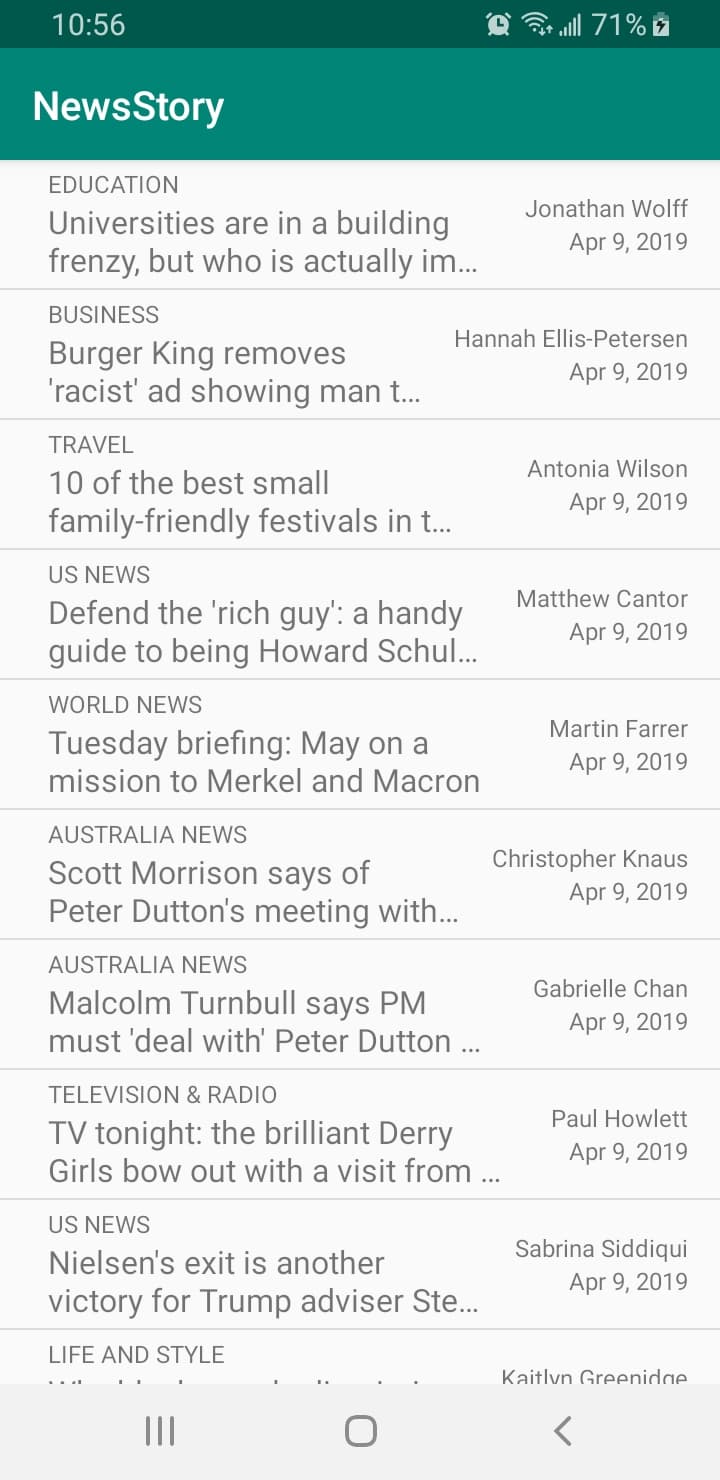 10:56 71%
NewsStory
EDUCATION
Universities are in a building
frenzy, but who is actually im...
Jonathan Wolff
Apr 9, 2019
BUSINESS
Burger King removes
'racist' ad showing man t...
Hannah Ellis-Petersen
Apr 9, 2019
TRAVEL
10 of the best small
family-friendly festivals in t...
Antonia Wilson
Apr 9, 2019
US NEWS
Defend the 'rich guy': a handy
guide to being Howard Schul...
Matthew Cantor
Apr 9, 2019
WORLD NEWS
Tuesday briefing: May on a
mission to Merkel and Macron
Martin Farrer
Apr 9, 2019
AUSTRALIA NEWS
Scott Morrison says of
Peter Dutton's meeting with...
Christopher Knaus
Apr 9, 2019
AUSTRALIA NEWS
Malcolm Turnbull says PM
must 'deal with' Peter Dutton ...
Gabrielle Chan
Apr 9, 2019
TELEVISION & RADIO
TV tonight: the brilliant Derry
Girls bow out with a visit from ...
Paul Howlett
Apr 9, 2019
US NEWS
Nielsen's exit is another
victory for Trump adviser Ste...
Sabrina Siddiqui
Apr 9, 2019
LIFE AND STYLE
Kaitlyn Greenidge